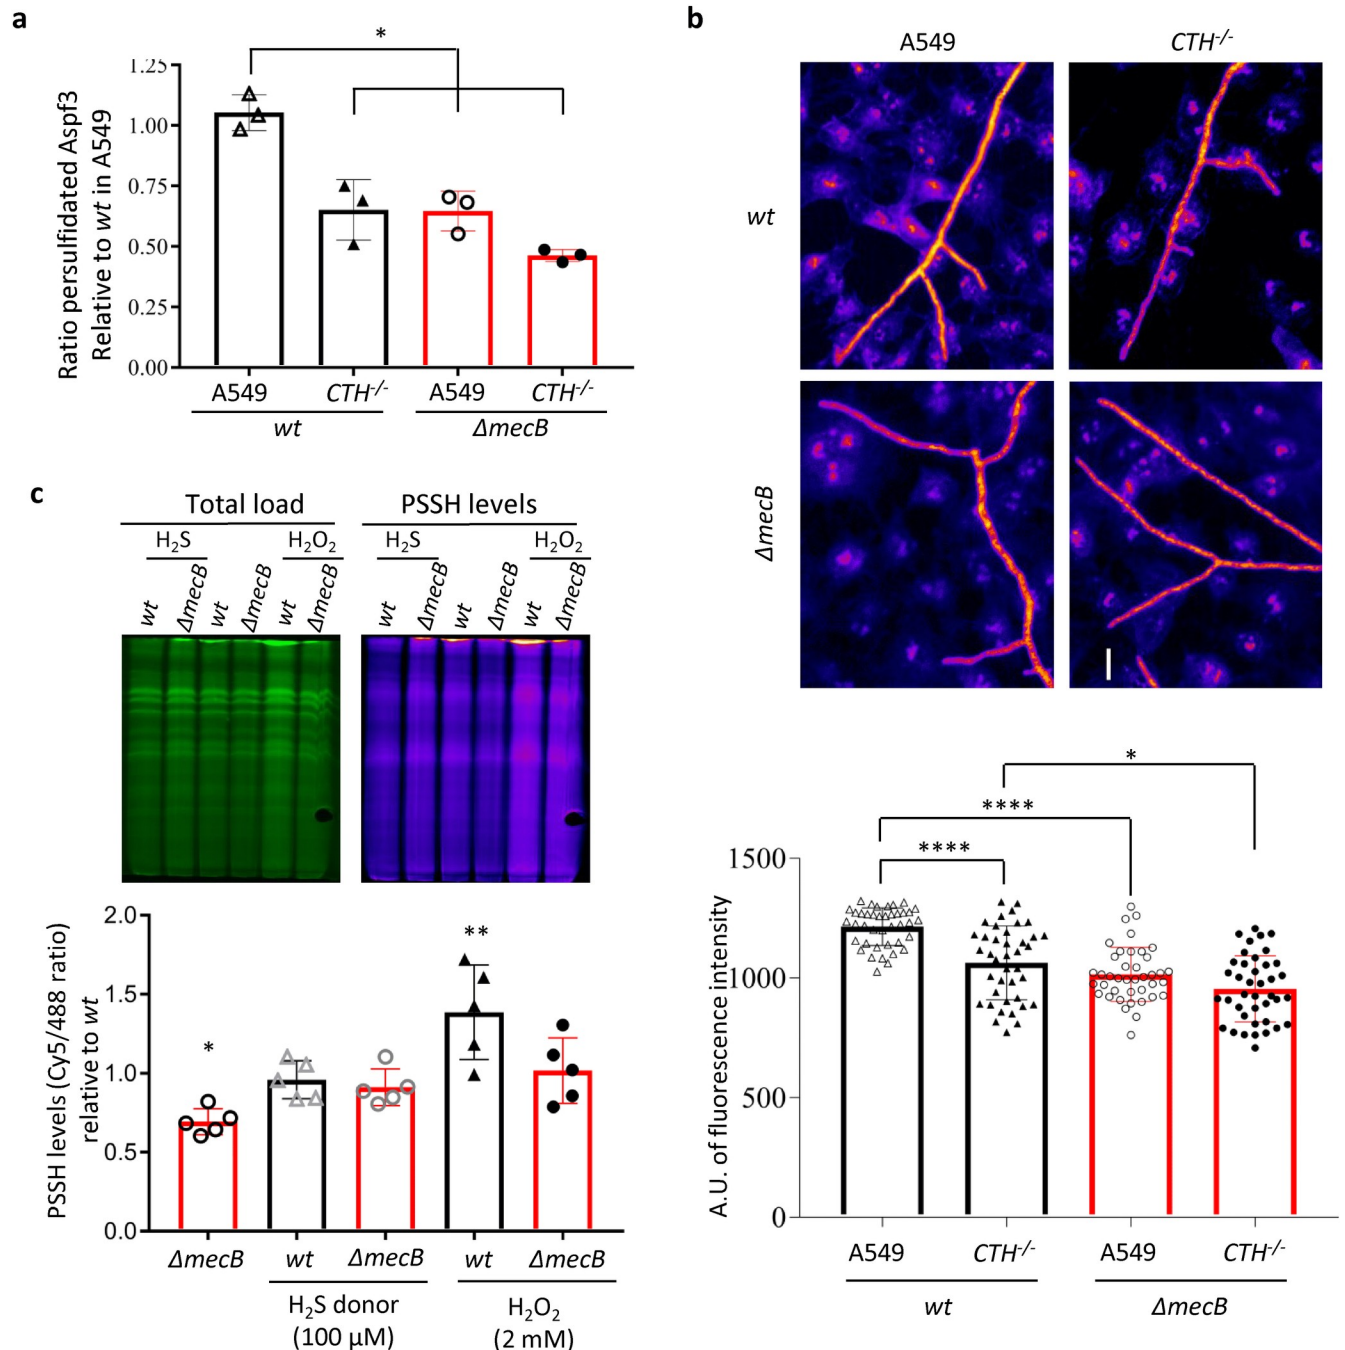 a
*
1.25
1.00
0.75
0.50
0.25
0.00
Ratio persulfidated Aspf3
Relative to wt in A549
A549
CTH-/-
A549
CTH-/-
wt
ΔmecB
b
A549
CTH-/-
wt
ΔmecB
*
****
****
1500
1000
500
0
A.U. of fluorescence intensity
A549
CTH-/-
A549
CTH-/-
wt
ΔmecB
c
Total load
PSSH levels
H2S
H2O2
H2S
H2O2
wt
ΔmecB
wt
ΔmecB
wt
ΔmecB
wt
ΔmecB
wt
ΔmecB
wt
ΔmecB
2.0
1.5
1.0
0.5
0.0
PSSH levels (Cy5/488 ratio)
relative to wt
*
**
ΔmecB
wt
ΔmecB
wt
ΔmecB
H2S donor
(100 µM)
H2O2
(2 mM)